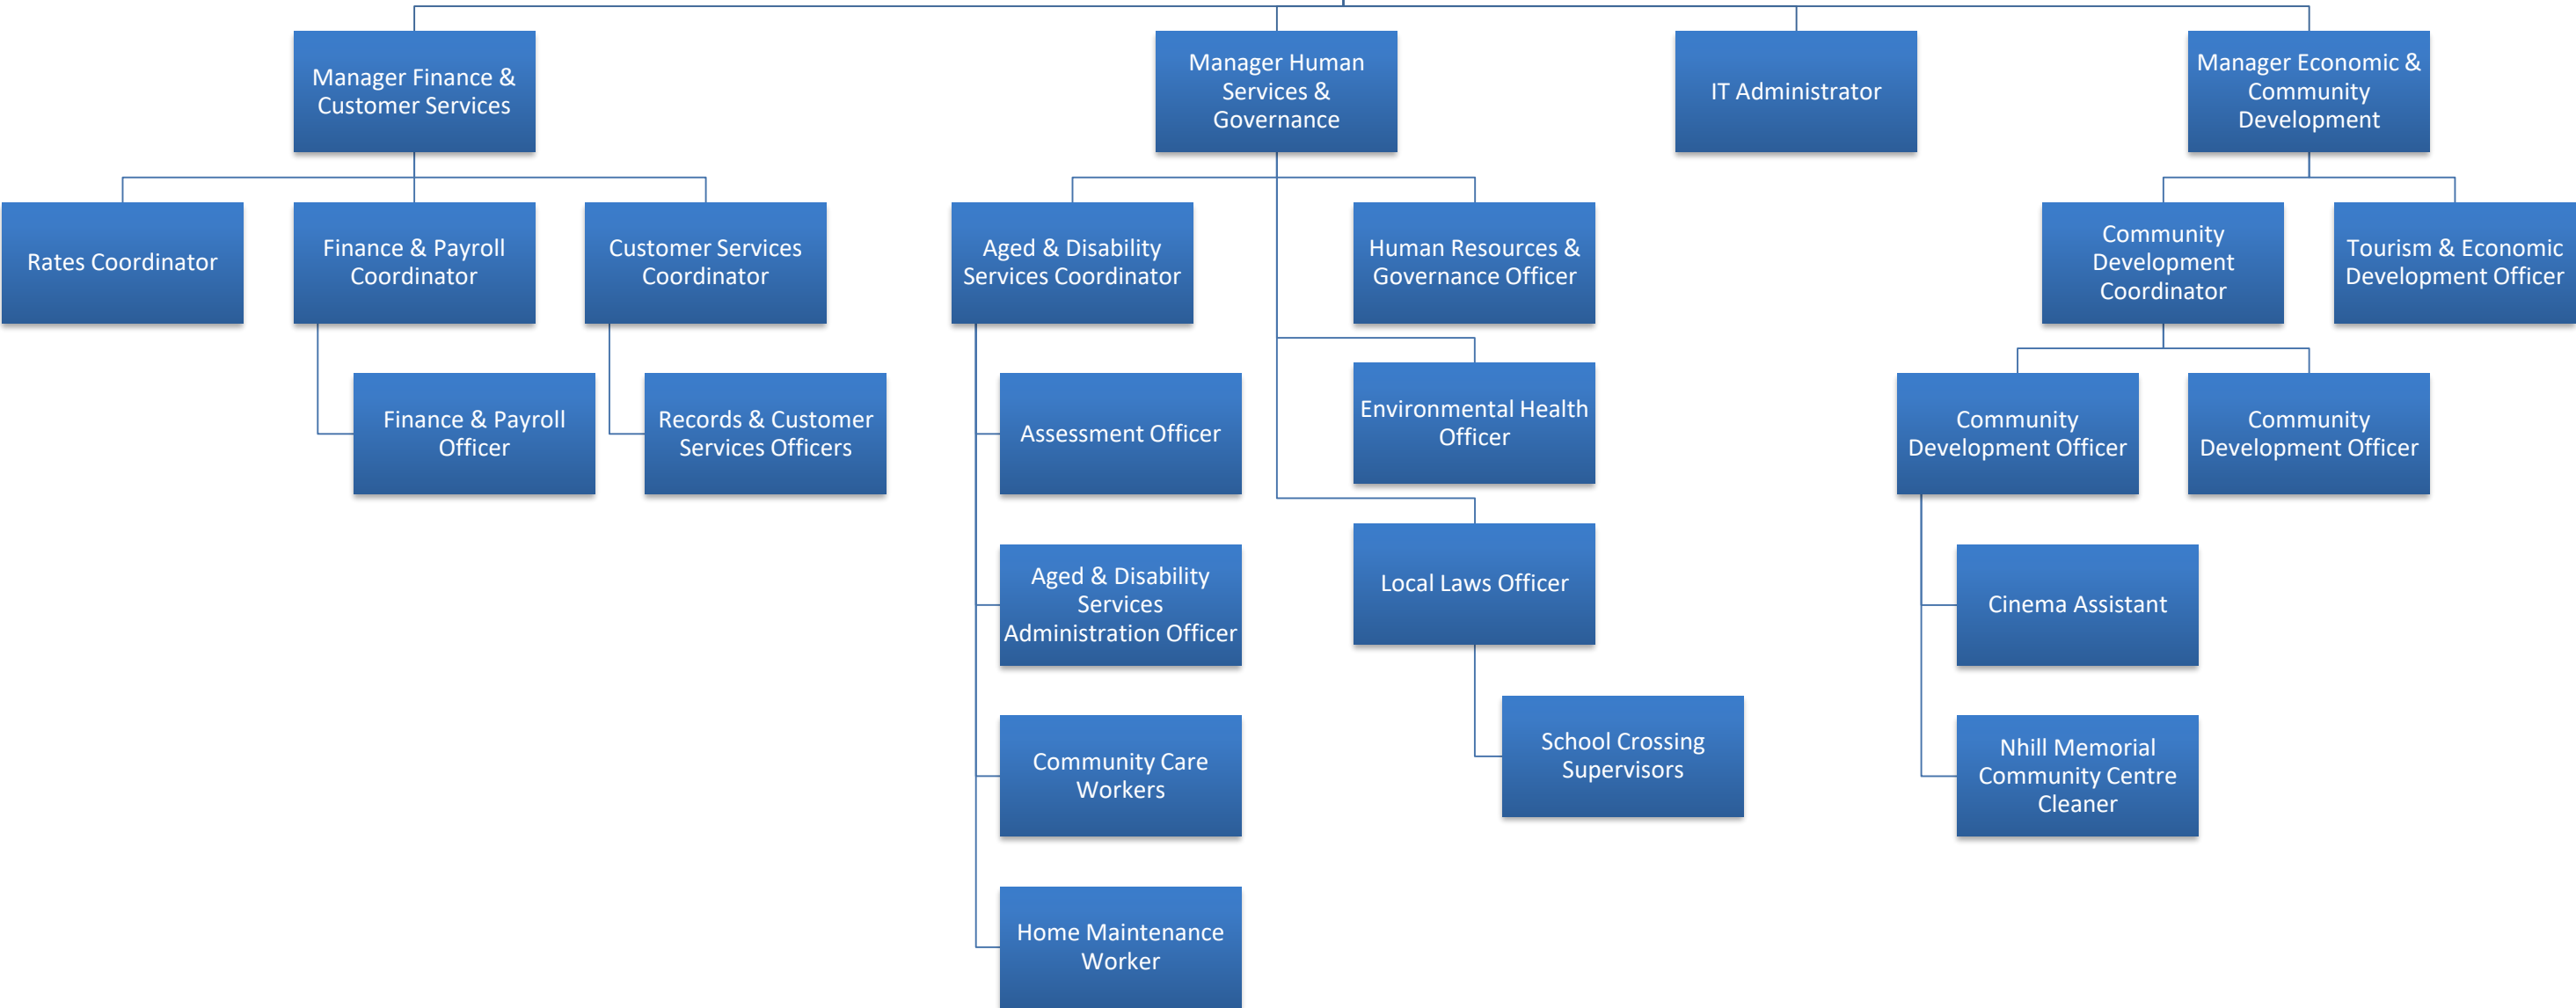 Manager Finance &
Customer Services
Manager Human
Services &
Governance
IT Administrator
Manager Economic &
Community
Development
Rates Coordinator
Finance & Payroll
Coordinator
Customer Services
Coordinator
Aged & Disability
Services Coordinator
Human Resources &
Governance Officer
Community
Development
Coordinator
Tourism & Economic
Development Officer
Finance & Payroll
Officer
Records & Customer
Services Officers
Assessment Officer
Environmental Health
Officer
Community
Development Officer
Community
Development Officer
Aged & Disability
Services
Administration Officer
Local Laws Officer
Cinema Assistant
Community Care
Workers
School Crossing
Supervisors
Nhill Memorial
Community Centre
Cleaner
Home Maintenance
Worker